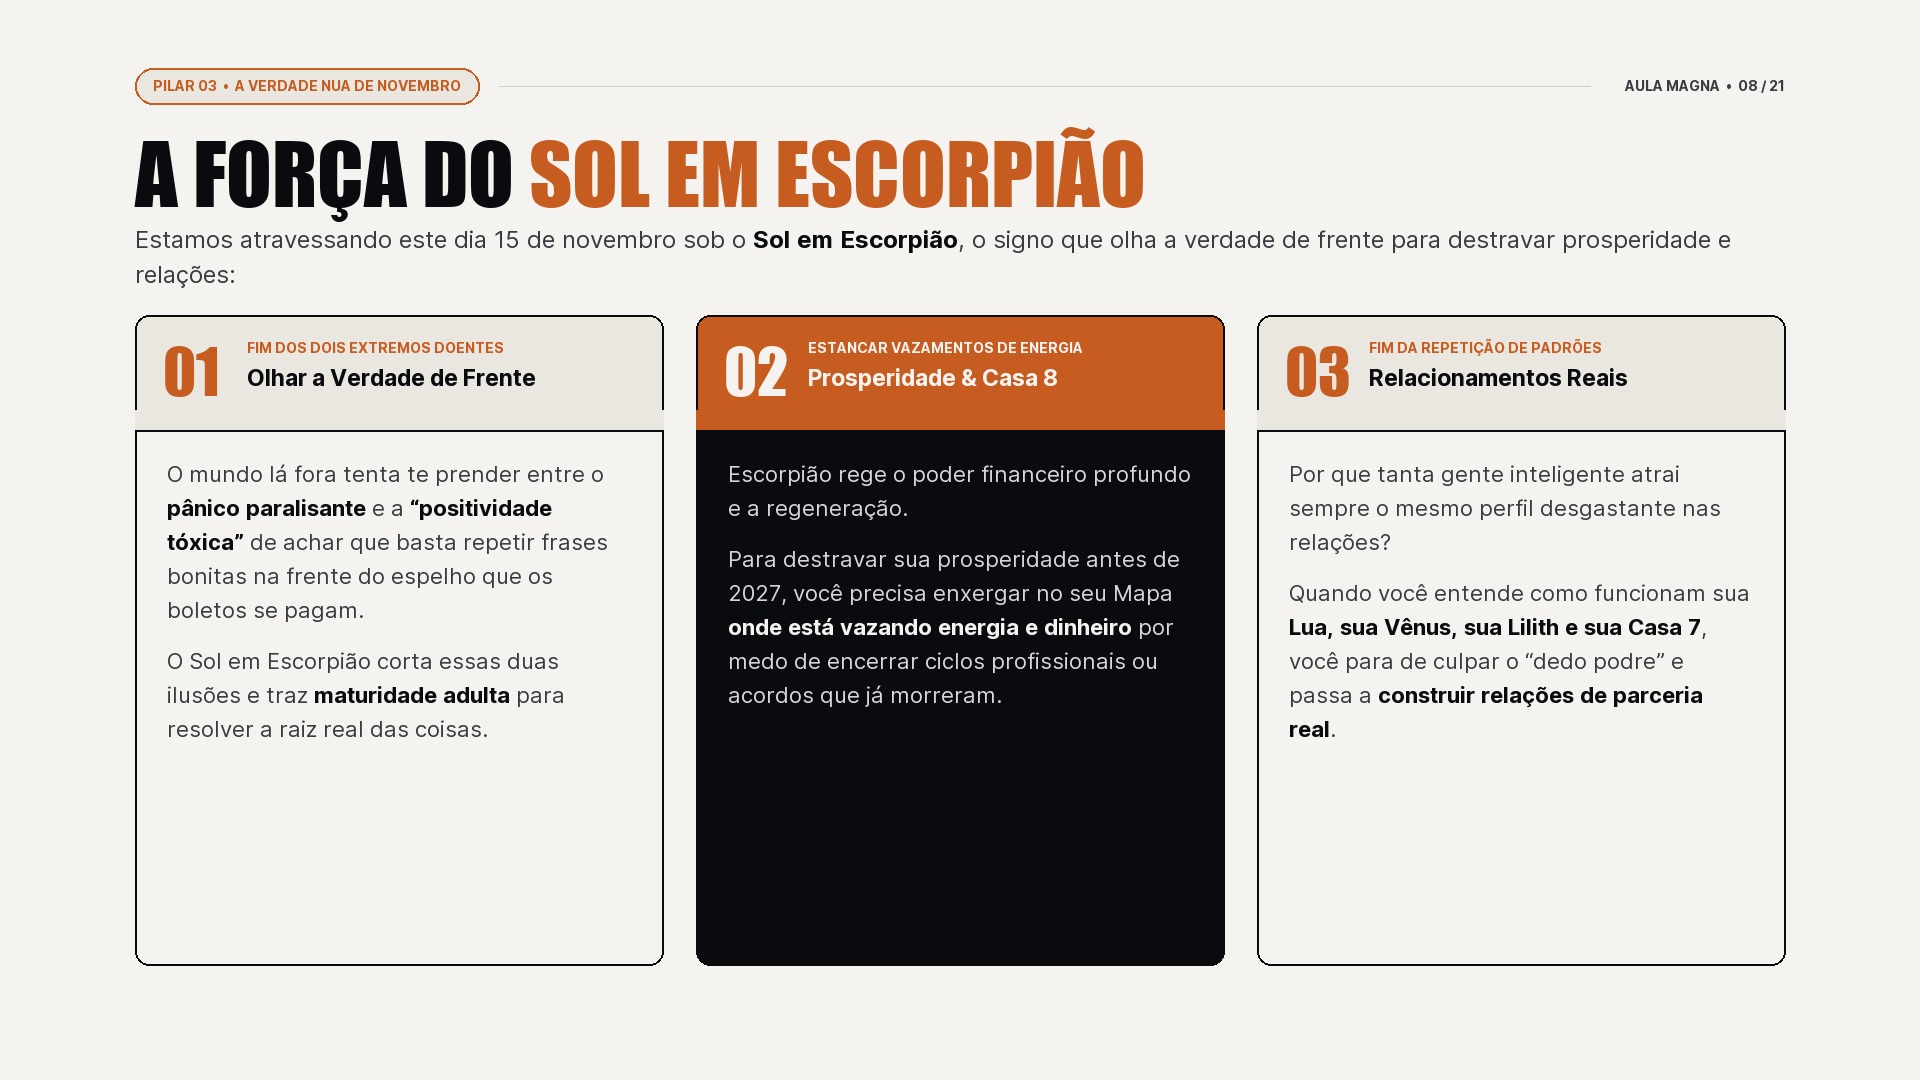 PILAR 03 • A VERDADE NUA DE NOVEMBRO
AULA MAGNA • 08 / 21
A FORÇA DO SOL EM ESCORPIÃO
Estamos atravessando este dia 15 de novembro sob o Sol em Escorpião, o signo que olha a verdade de frente para destravar prosperidade e
relações:
01
FIM DOS DOIS EXTREMOS DOENTES
Olhar a Verdade de Frente
O mundo lá fora tenta te prender entre o
pânico paralisante e a “positividade
tóxica” de achar que basta repetir frases
bonitas na frente do espelho que os
boletos se pagam.
O Sol em Escorpião corta essas duas
ilusões e traz maturidade adulta para
resolver a raiz real das coisas.
02
ESTANCAR VAZAMENTOS DE ENERGIA
Prosperidade & Casa 8
Escorpião rege o poder financeiro profundo
e a regeneração.
Para destravar sua prosperidade antes de
2027, você precisa enxergar no seu Mapa
onde está vazando energia e dinheiro por
medo de encerrar ciclos profissionais ou
acordos que já morreram.
03
FIM DA REPETIÇÃO DE PADRÕES
Relacionamentos Reais
Por que tanta gente inteligente atrai
sempre o mesmo perfil desgastante nas
relações?
Quando você entende como funcionam sua
Lua, sua Vênus, sua Lilith e sua Casa 7,
você para de culpar o “dedo podre” e
passa a construir relações de parceria
real.